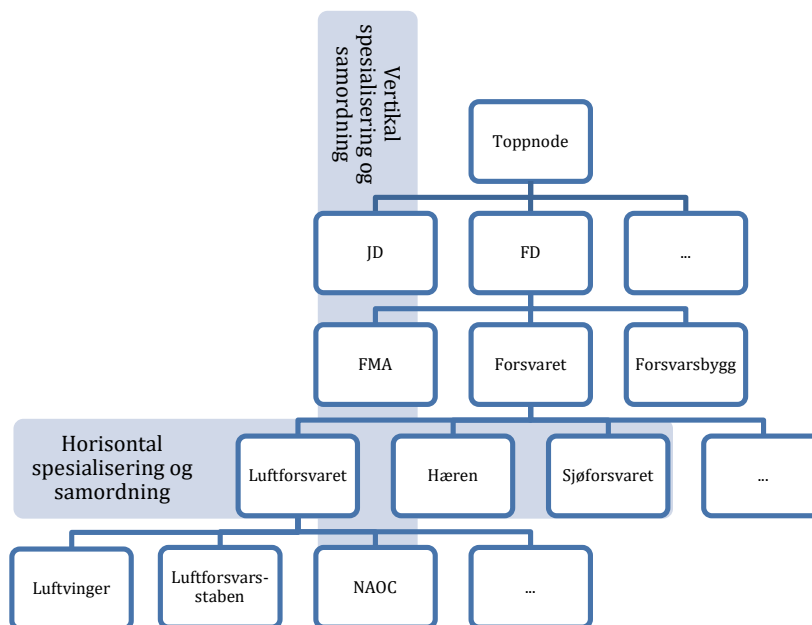 Vertikal
spesialisering og
samordning
Toppnode
JD
FD
...
FMA
Forsvaret
Forsvarsbygg
Horisontal
spesialisering og
samordning
Luftforsvaret
Hæren
Sjøforsvaret
...
Luftvinger
Luftforsvars-
staben
NAOC
...